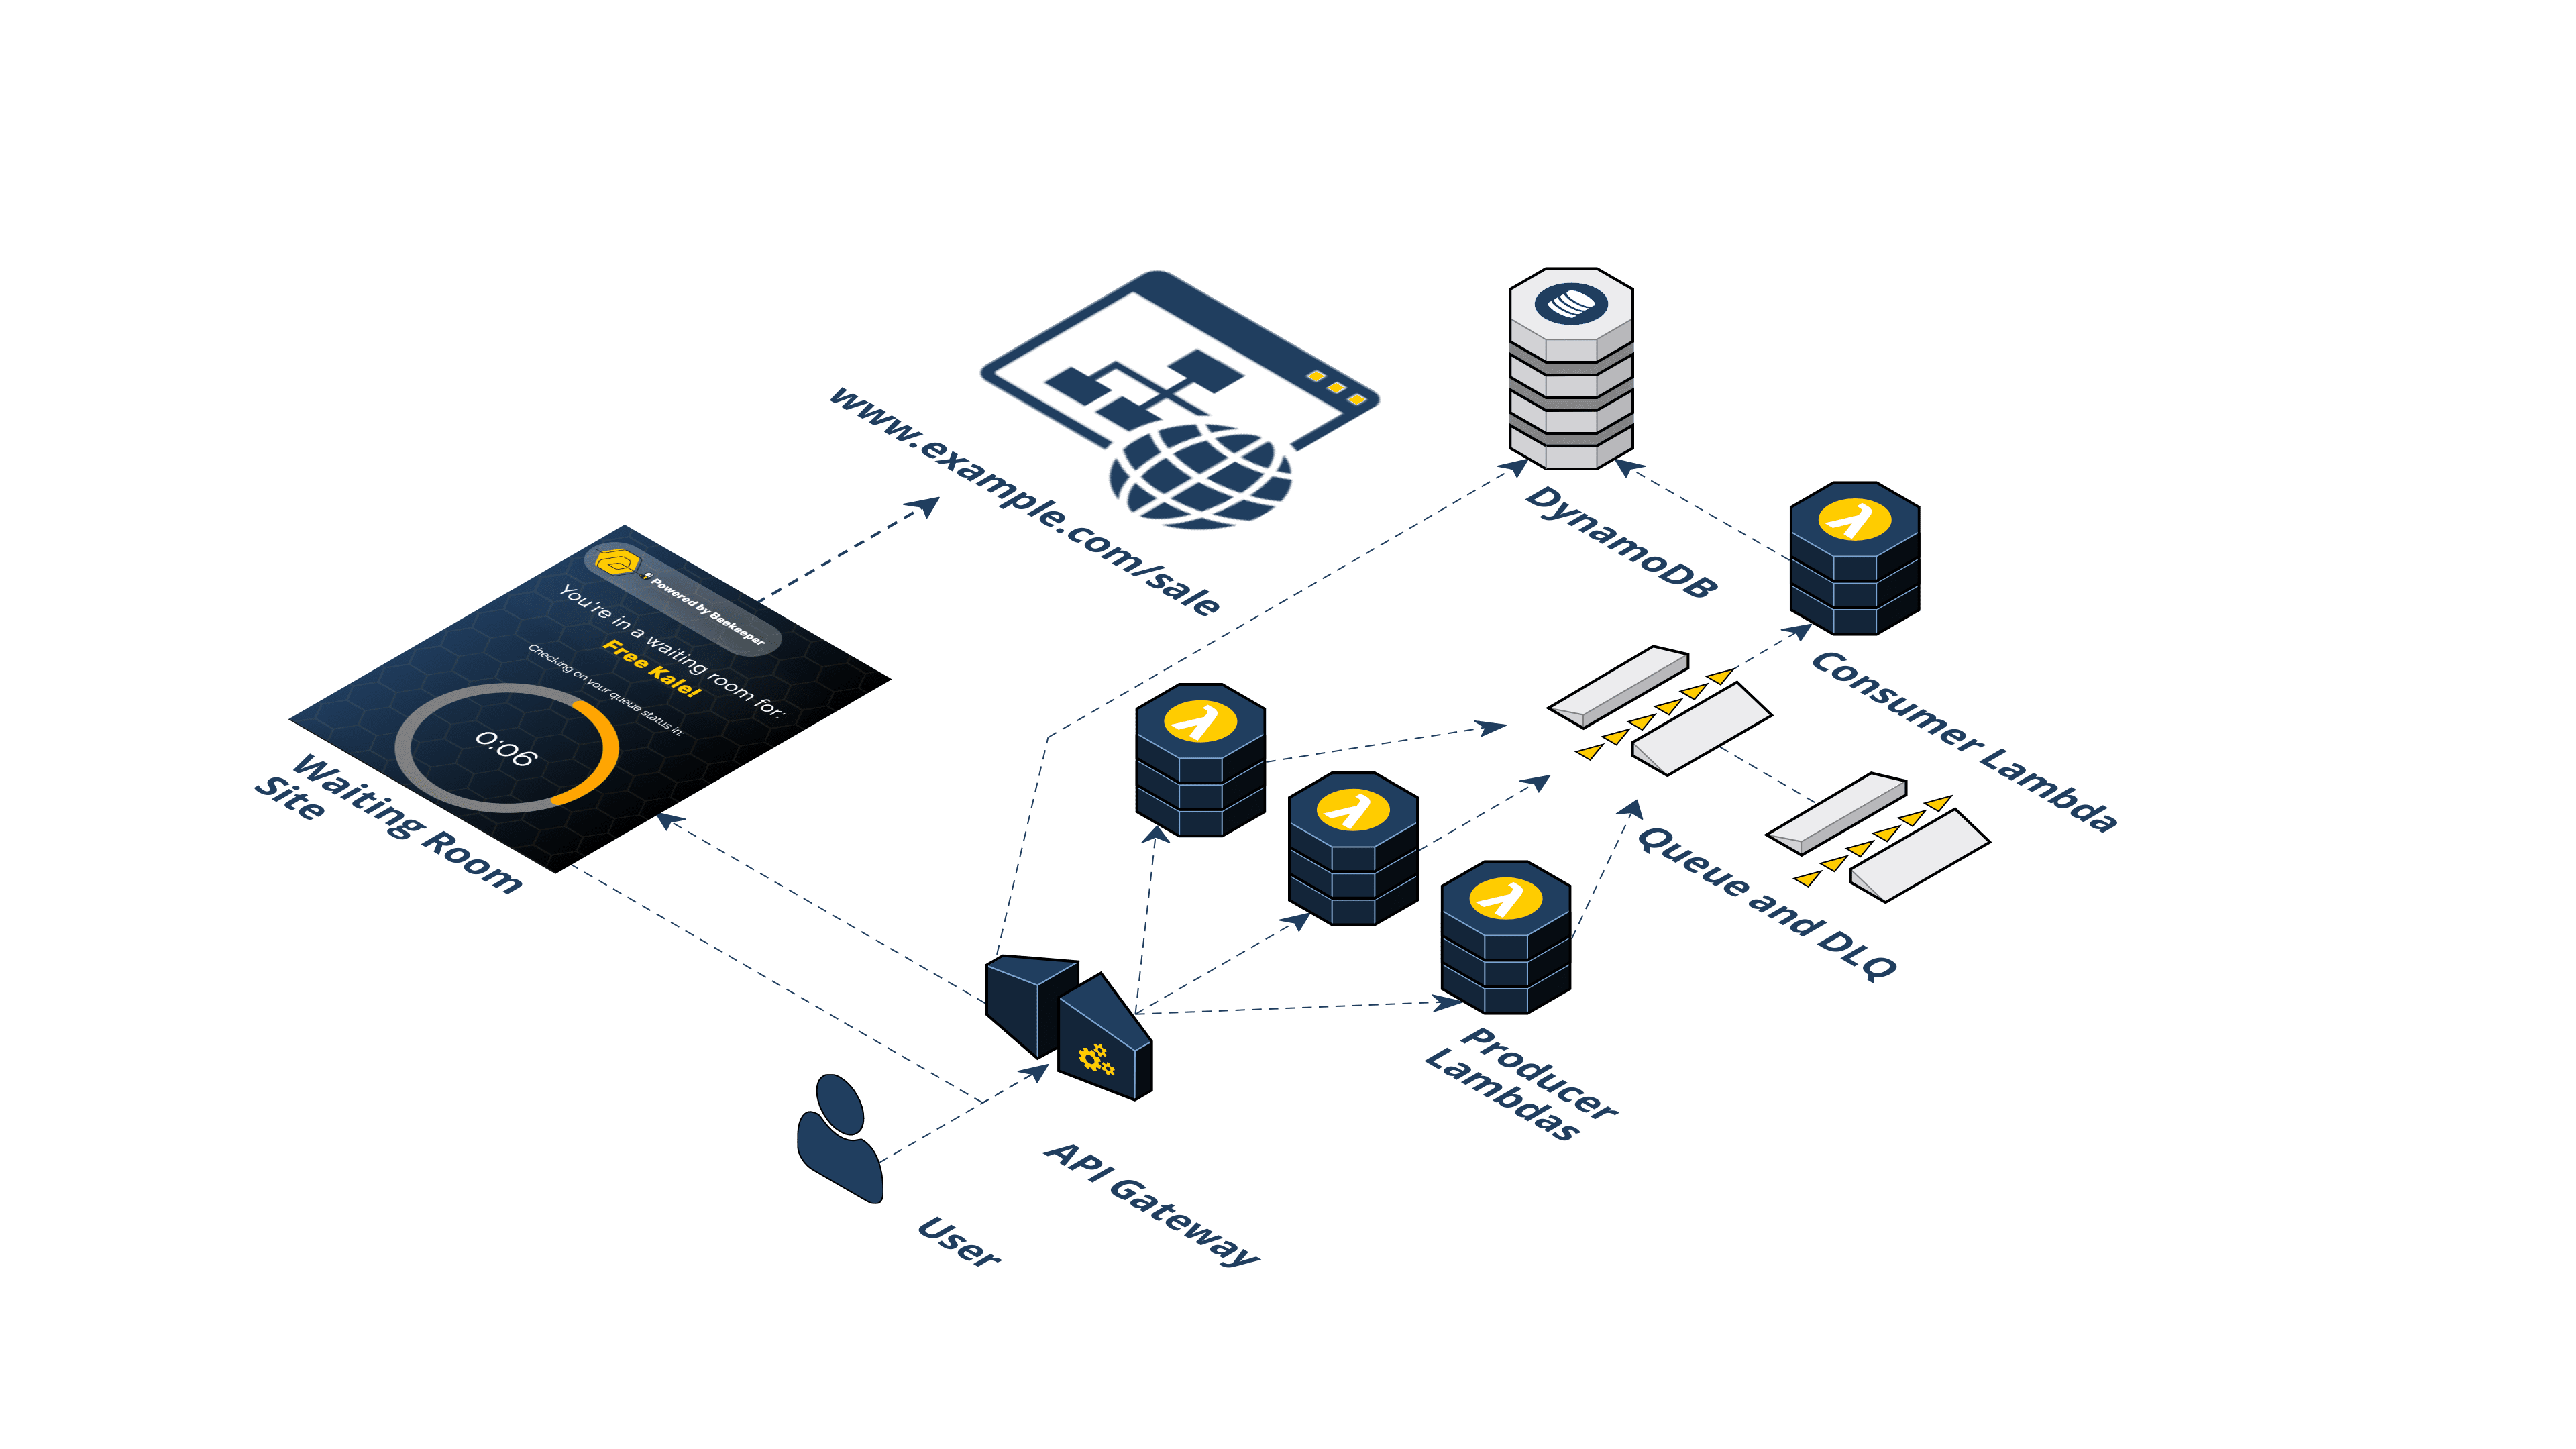 www.example.com/sale
DynamoDB
Powered by Beekeeper
You're in a waiting room for:
Free Kale!
Checking on your queue status in:
0:06
Waiting Room
Site
Consumer Lambda
Queue and DLQ
Producer
Lambdas
API Gateway
User